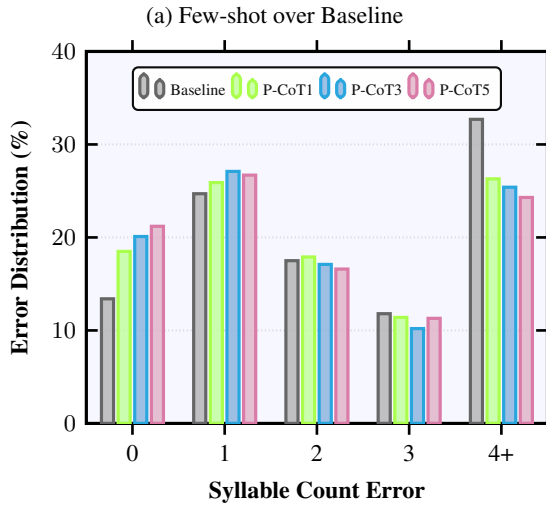 (a) Few-shot over Baseline
40
Baseline P-CoT1 P-CoT3 P-CoT5
30
20
10
0
Error Distribution (%)
0 1 2 3 4+
Syllable Count Error